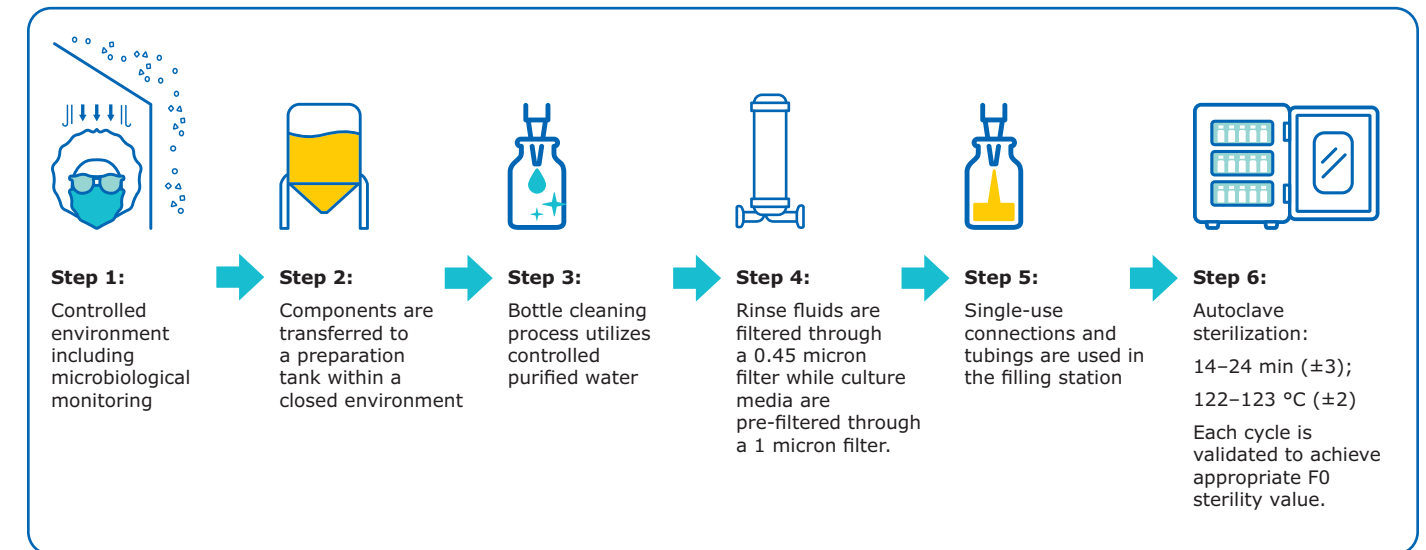 Step 1:
Controlled
environment
including
microbiological
monitoring
Step 2:
Components are
transferred to
a preparation
tank within a
closed environment
Step 3:
Bottle cleaning
process utilizes
controlled
purified water
Step 4:
Rinse fluids are
filtered through
a 0.45 micron
filter while culture
media are
pre-filtered through
a 1 micron filter.
Step 5:
Single-use
connections and
tubings are used in
the filling station
Step 6:
Autoclave
sterilization:
14–24 min (±3);
122–123 °C (±2)
Each cycle is
validated to achieve
appropriate F0
sterility value.